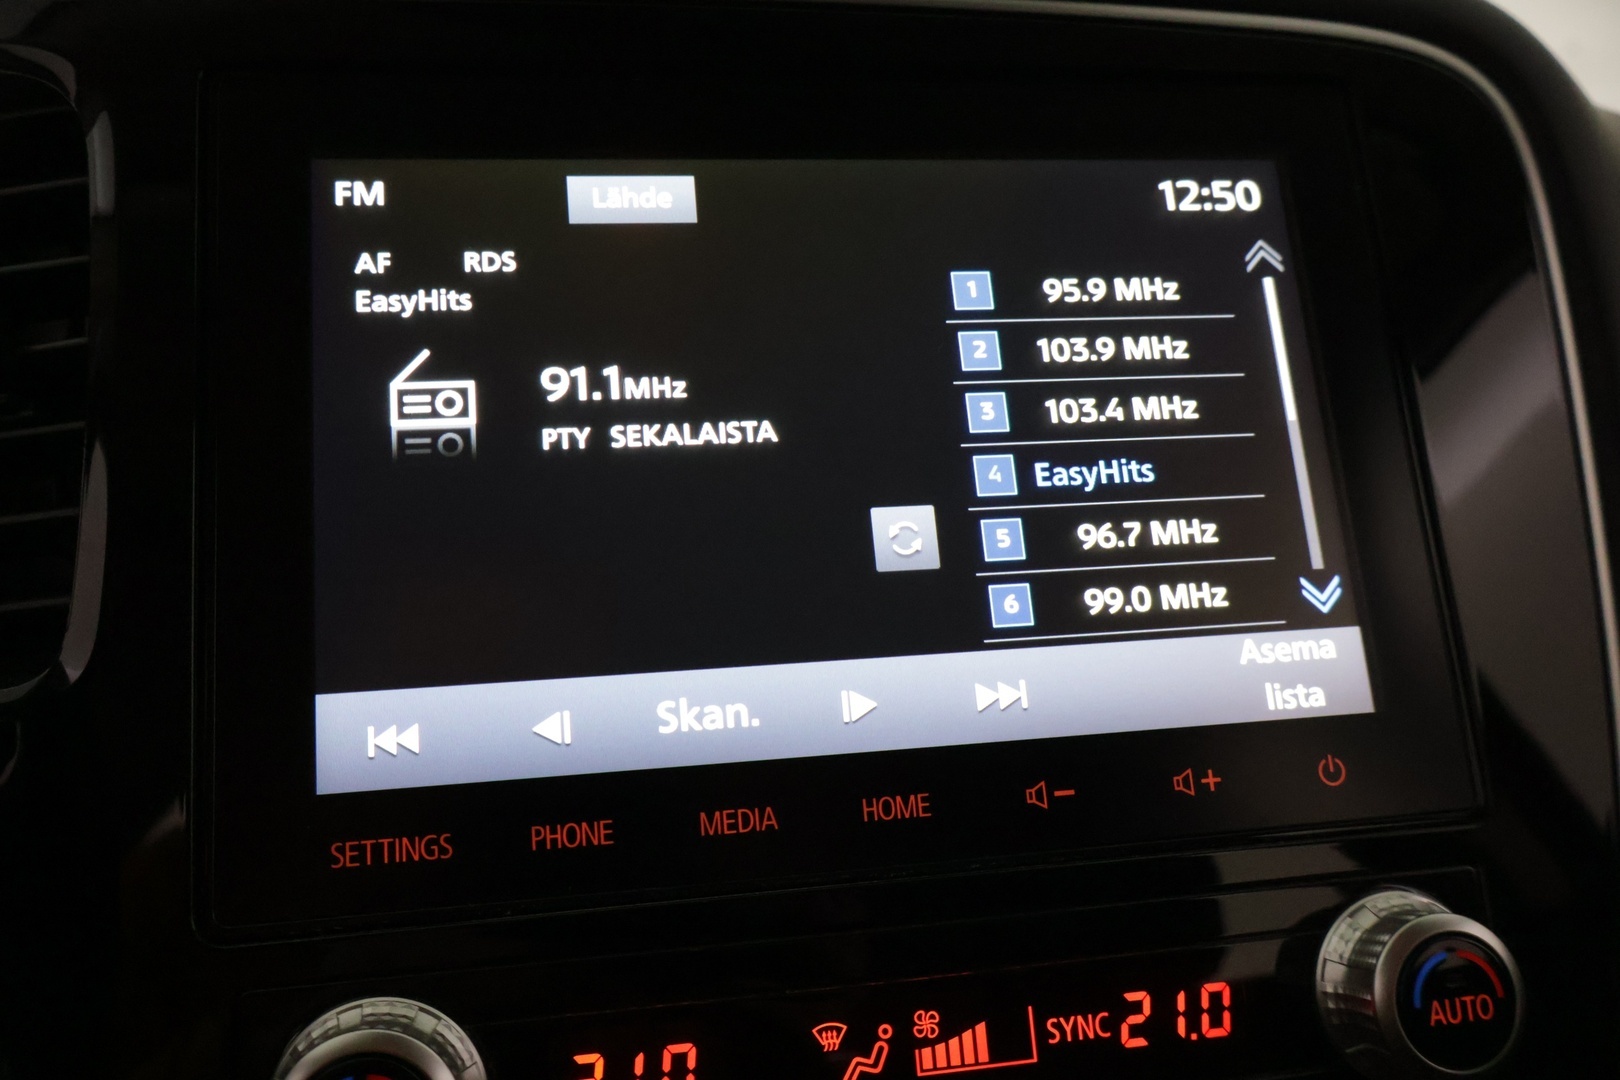 FM
Lähde
12:50
AF RDS
EasyHits
91.1MHz
PTY SEKALAISTA
1 95.9 MHz
2 103.9 MHz
3 103.4 MHz
4 EasyHits
5 96.7 MHz
6 99.0 MHz
Skan.
Asema
lista
SETTINGS PHONE MEDIA HOME
SYNC 21.0
AUTO
21.0